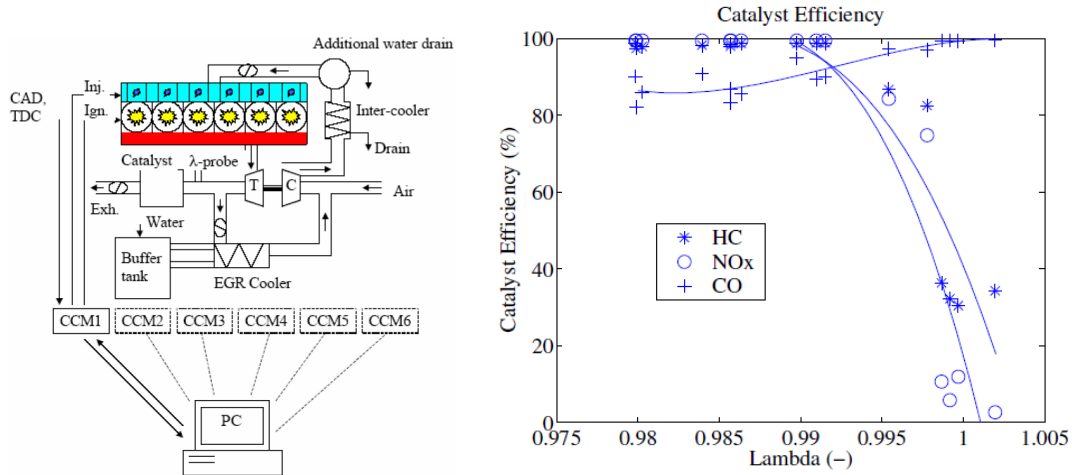 Additional water drain
CAD,
TDC
Inj.
Ign.
Inter-cooler
Drain
Catalyst
λ-probe
T
C
Air
Exh.
Water
Buffer
tank
EGR Cooler
CCM1 CCM2 CCM3 CCM4 CCM5 CCM6
PC
Catalyst Efficiency
Catalyst Efficiency (%)
100
80
60
40
20
0
HC
NOx
CO
0.975 0.98 0.985 0.99 0.995 1 1.005
Lambda (−)